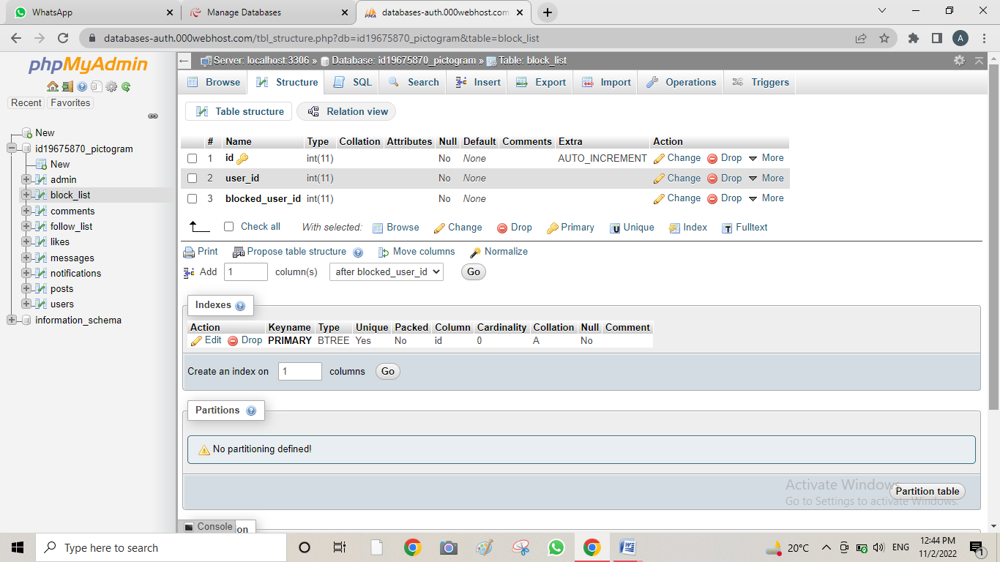 WhatsApp
Manage Databases
databases-auth.000webhost.com
databases-auth.000webhost.com/tbl_structure.php?db=id19675870_pictogram&table=block_list
A
phpMyAdmin
Recent Favorites
New
id19675870_pictogram
New
admin
block_list
comments
follow_list
likes
messages
notifications
posts
users
information_schema
Server: localhost:3306 » Database: id19675870_pictogram » Table: block_list
Browse Structure SQL Search Insert Export Import Operations Triggers
Table structure Relation view
# Name Type Collation Attributes Null Default Comments Extra Action
1 id int(11) No None AUTO_INCREMENT Change Drop More
2 user_id int(11) No None Change Drop More
3 blocked_user_id int(11) No None Change Drop More
Check all With selected: Browse Change Drop Primary Unique Index Fulltext
Print Propose table structure Move columns Normalize
Add 1 column(s) after blocked_user_id Go
Indexes
Action Keyname Type Unique Packed Column Cardinality Collation Null Comment
Edit Drop PRIMARY BTREE Yes No id 0 A No
Create an index on 1 columns Go
Partitions
No partitioning defined!
Activate Windows
Go to Settings to activate Windows.
Partition table
Console on
Type here to search
20°C ENG
12:44 PM
11/2/2022
1